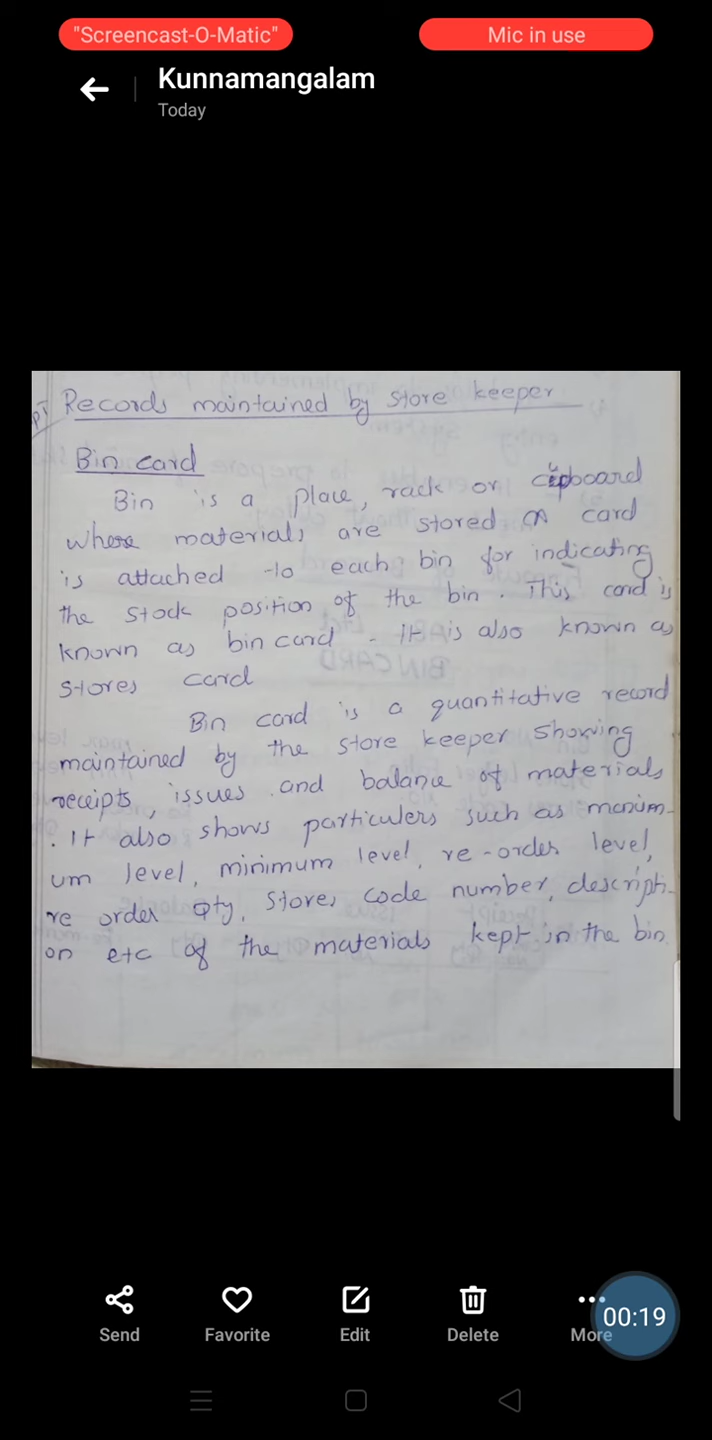 "Screencast-O-Matic"
Mic in use
Kunnamangalam
Today
Records maintained by store keeper
Bin card
Bin is a place, rack or cupboard
where materials are stored A card
is attached to each bin for indicating
the stock position of the bin. This card is
known as bin card. It is also known as
stores card
Bin card is a quantitative record
maintained by the store keeper showing
receipts, issues and balance of materials
. It also shows particulers such as maxim-
um level, minimum level, re-order level,
re order Qty, Stores code number, descripti-
on etc of the materials kept in the bin.
Send
Favorite
Edit
Delete
More
00:19